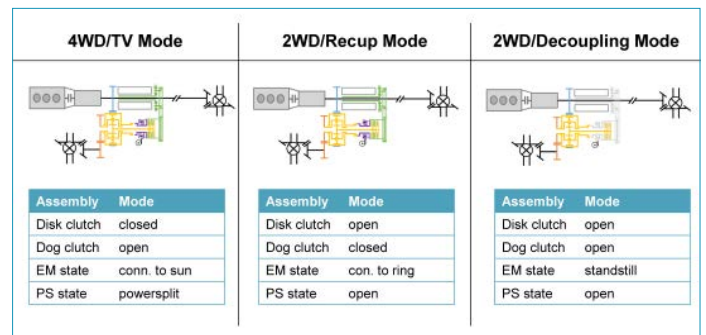 4WD/TV Mode
Assembly Mode
Disk clutch closed
Dog clutch open
EM state conn. to sun
PS state powersplit
2WD/Recup Mode
Assembly Mode
Disk clutch open
Dog clutch closed
EM state con. to ring
PS state open
2WD/Decoupling Mode
Assembly Mode
Disk clutch open
Dog clutch open
EM state standstill
PS state open